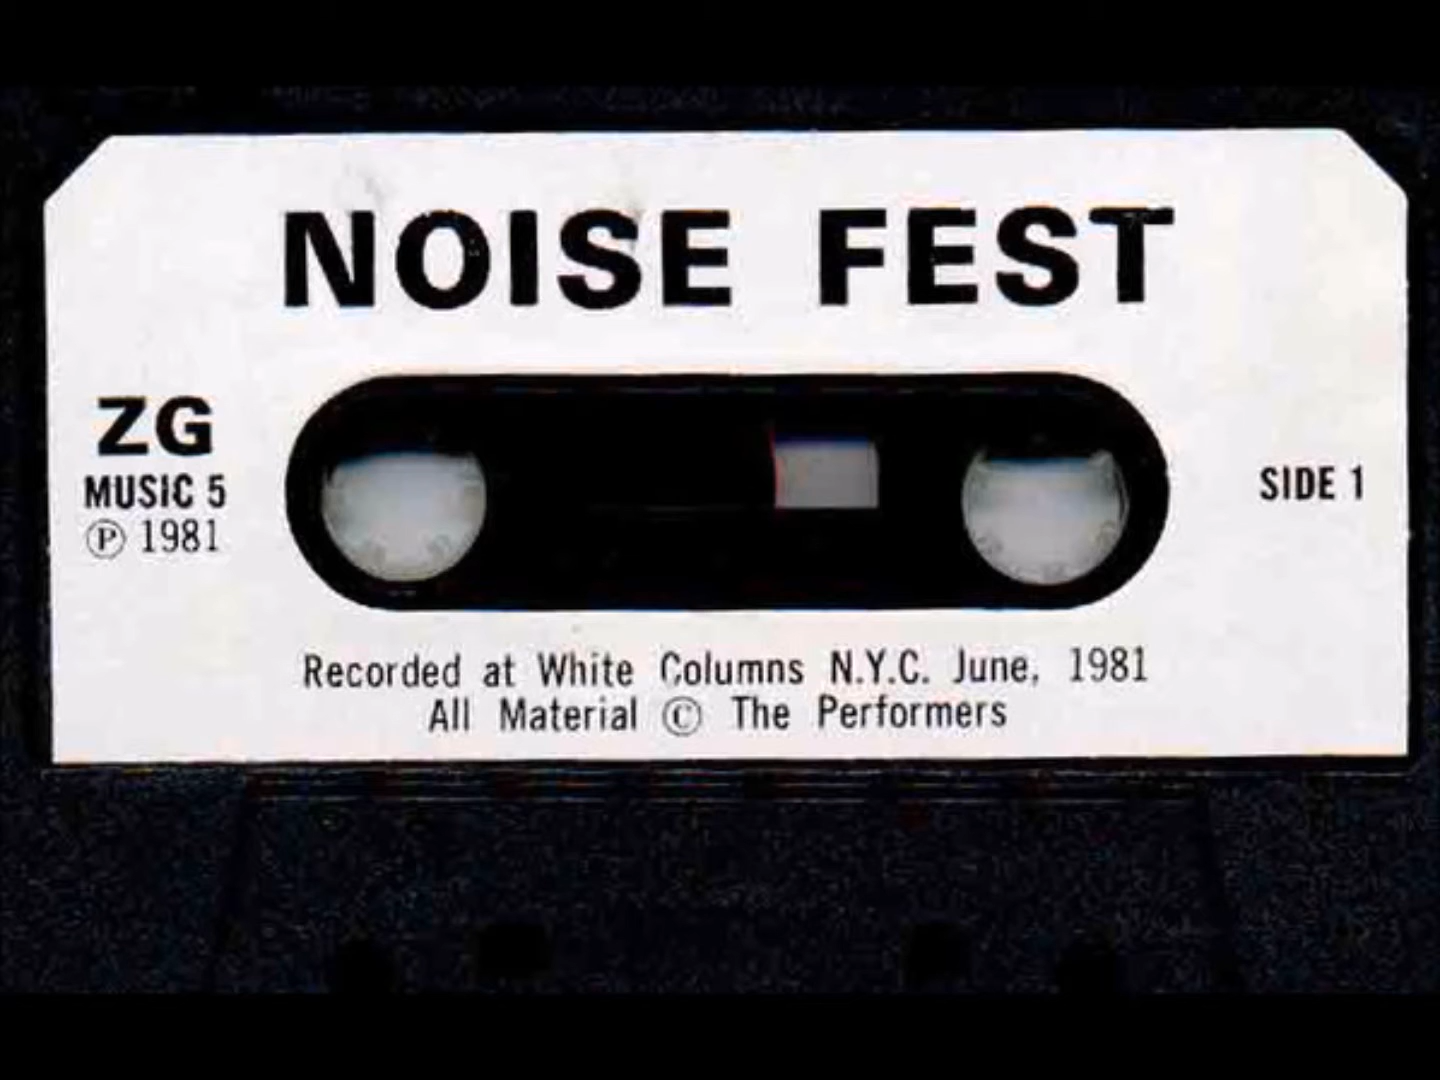 NOISE FEST
ZG
MUSIC 5
Ⓟ 1981
SIDE 1
Recorded at White Columns N.Y.C. June, 1981
All Material © The Performers